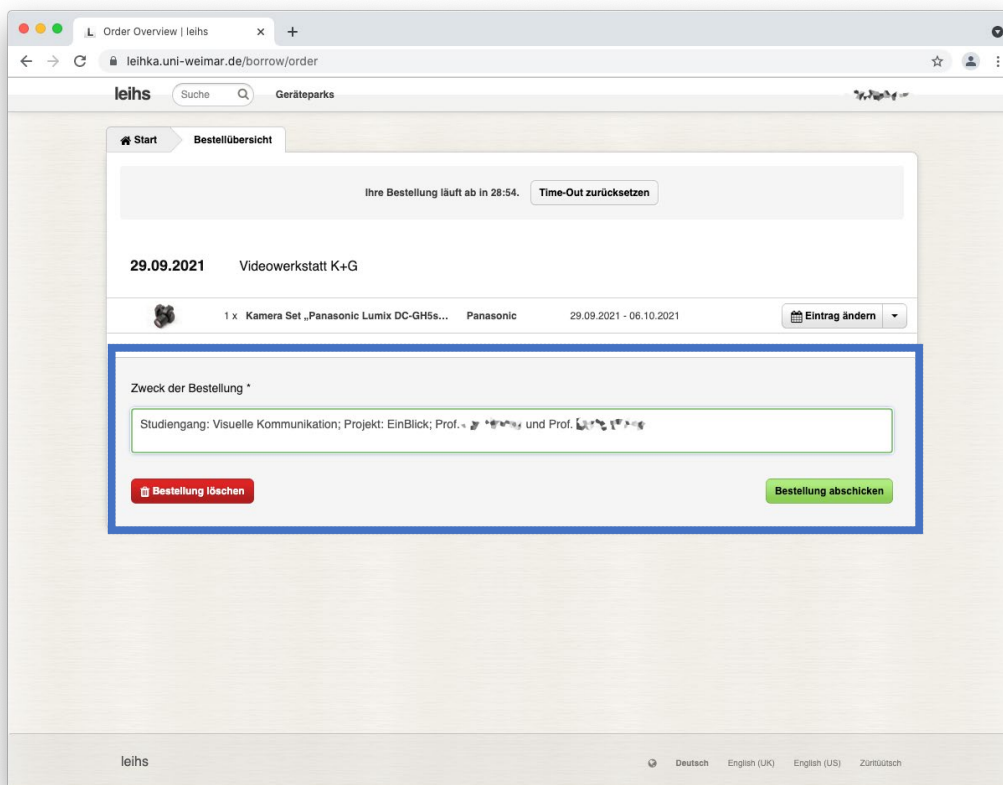 L Order Overview | leihs × +
leihka.uni-weimar.de/borrow/order
leihs Suche Geräteparks
Start Bestellübersicht
Ihre Bestellung läuft ab in 28:54. Time-Out zurücksetzen
29.09.2021 Videowerkstatt K+G
1 x Kamera Set „Panasonic Lumix DC-GH5s... Panasonic 29.09.2021 - 06.10.2021 Eintrag ändern
Zweck der Bestellung *
Studiengang: Visuelle Kommunikation; Projekt: EinBlick; Prof. und Prof.
Bestellung löschen Bestellung abschicken
leihs Deutsch English (UK) English (US) Züritüütsch